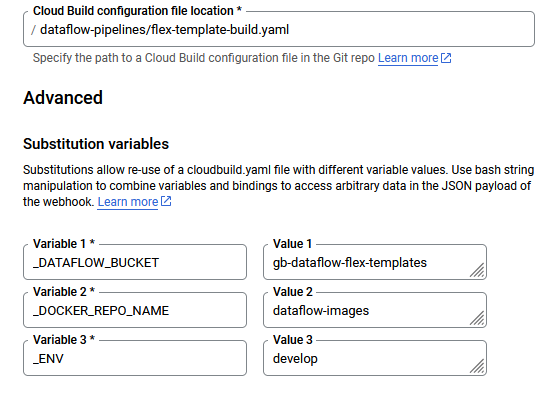 Cloud Build configuration file location *
/ dataflow-pipelines/flex-template-build.yaml
Specify the path to a Cloud Build configuration file in the Git repo Learn more
Advanced
Substitution variables
Substitutions allow re-use of a cloudbuild.yaml file with different variable values. Use bash string
manipulation to combine variables and bindings to access arbitrary data in the JSON payload of
the webhook. Learn more
Variable 1 * Value 1
_DATAFLOW_BUCKET gb-dataflow-flex-templates
Variable 2 * Value 2
_DOCKER_REPO_NAME dataflow-images
Variable 3 * Value 3
_ENV develop